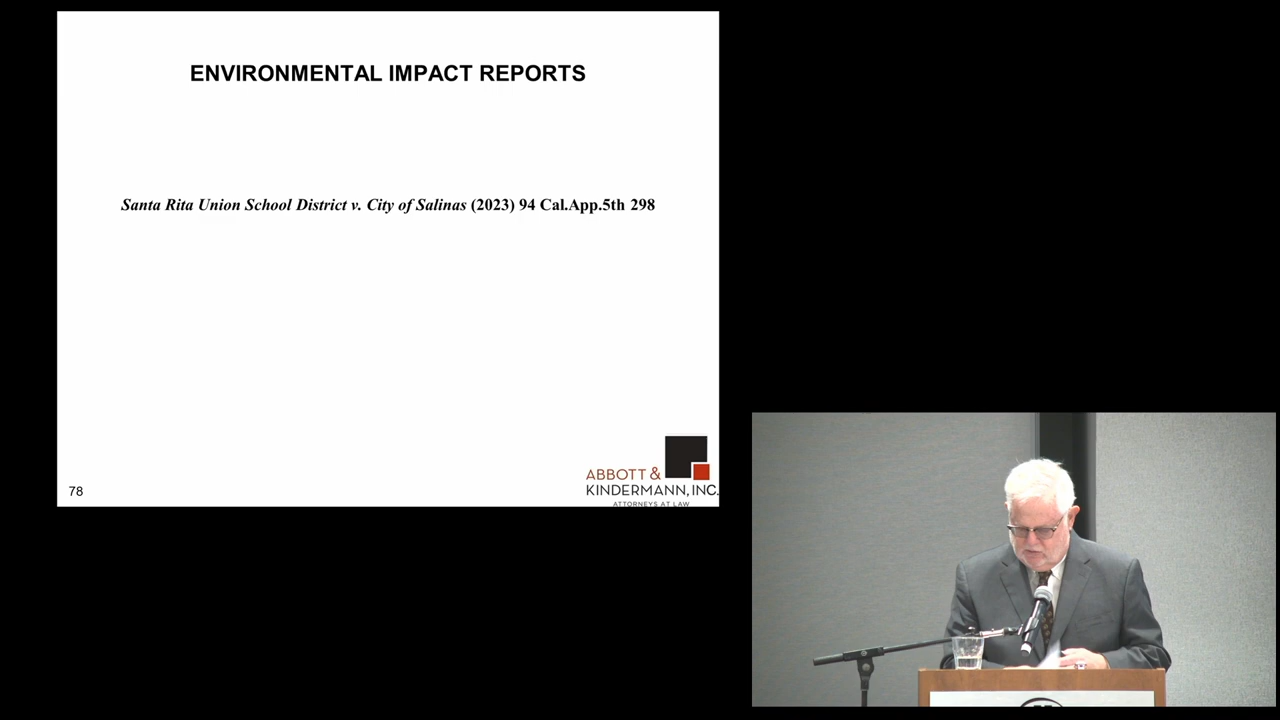 ENVIRONMENTAL IMPACT REPORTS
Santa Rita Union School District v. City of Salinas (2023) 94 Cal.App.5th 298
ABBOTT &
KINDERMANN, INC.
ATTORNEYS AT LAW
78